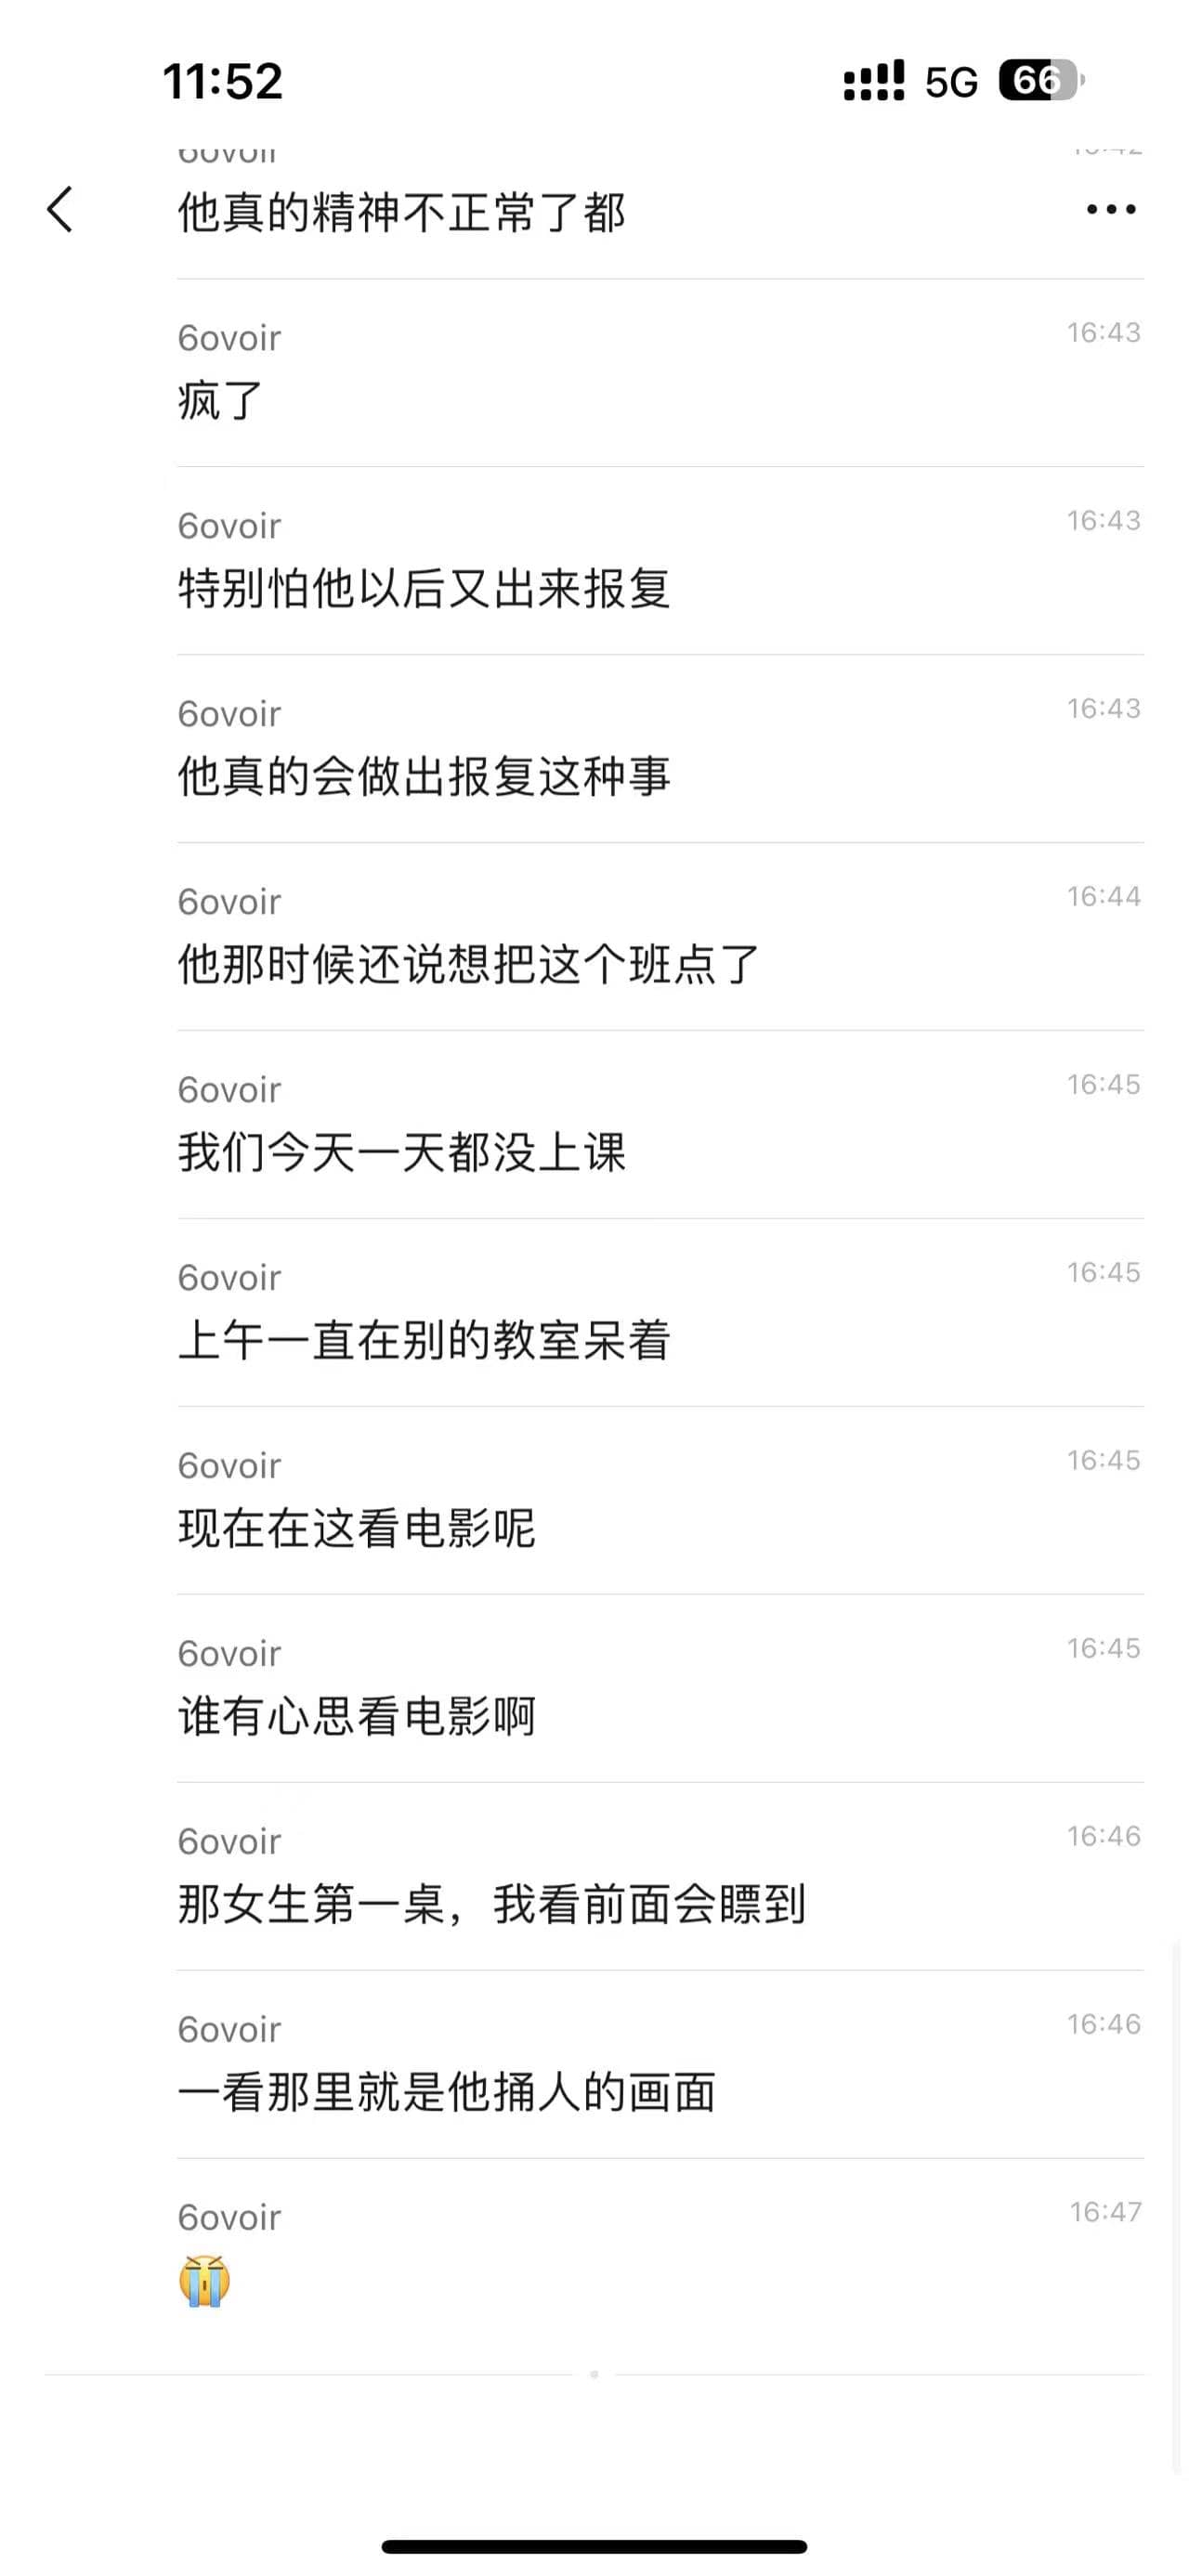 11:52
5G
66
他真的精神不正常了都
6ovoir
16:43
疯了
6ovoir
16:43
特别怕他以后又出来报复
6ovoir
16:43
他真的会做出报复这种事
6ovoir
16:44
他那时候还说想把这个班点了
6ovoir
16:45
我们今天一天都没上课
6ovoir
16:45
上午一直在别的教室呆着
6ovoir
16:45
现在在这看电影呢
6ovoir
16:45
谁有心思看电影啊
6ovoir
16:46
那女生第一桌，我看前面会瞟到
6ovoir
16:46
一看那里就是他捅人的画面
6ovoir
16:47
😭